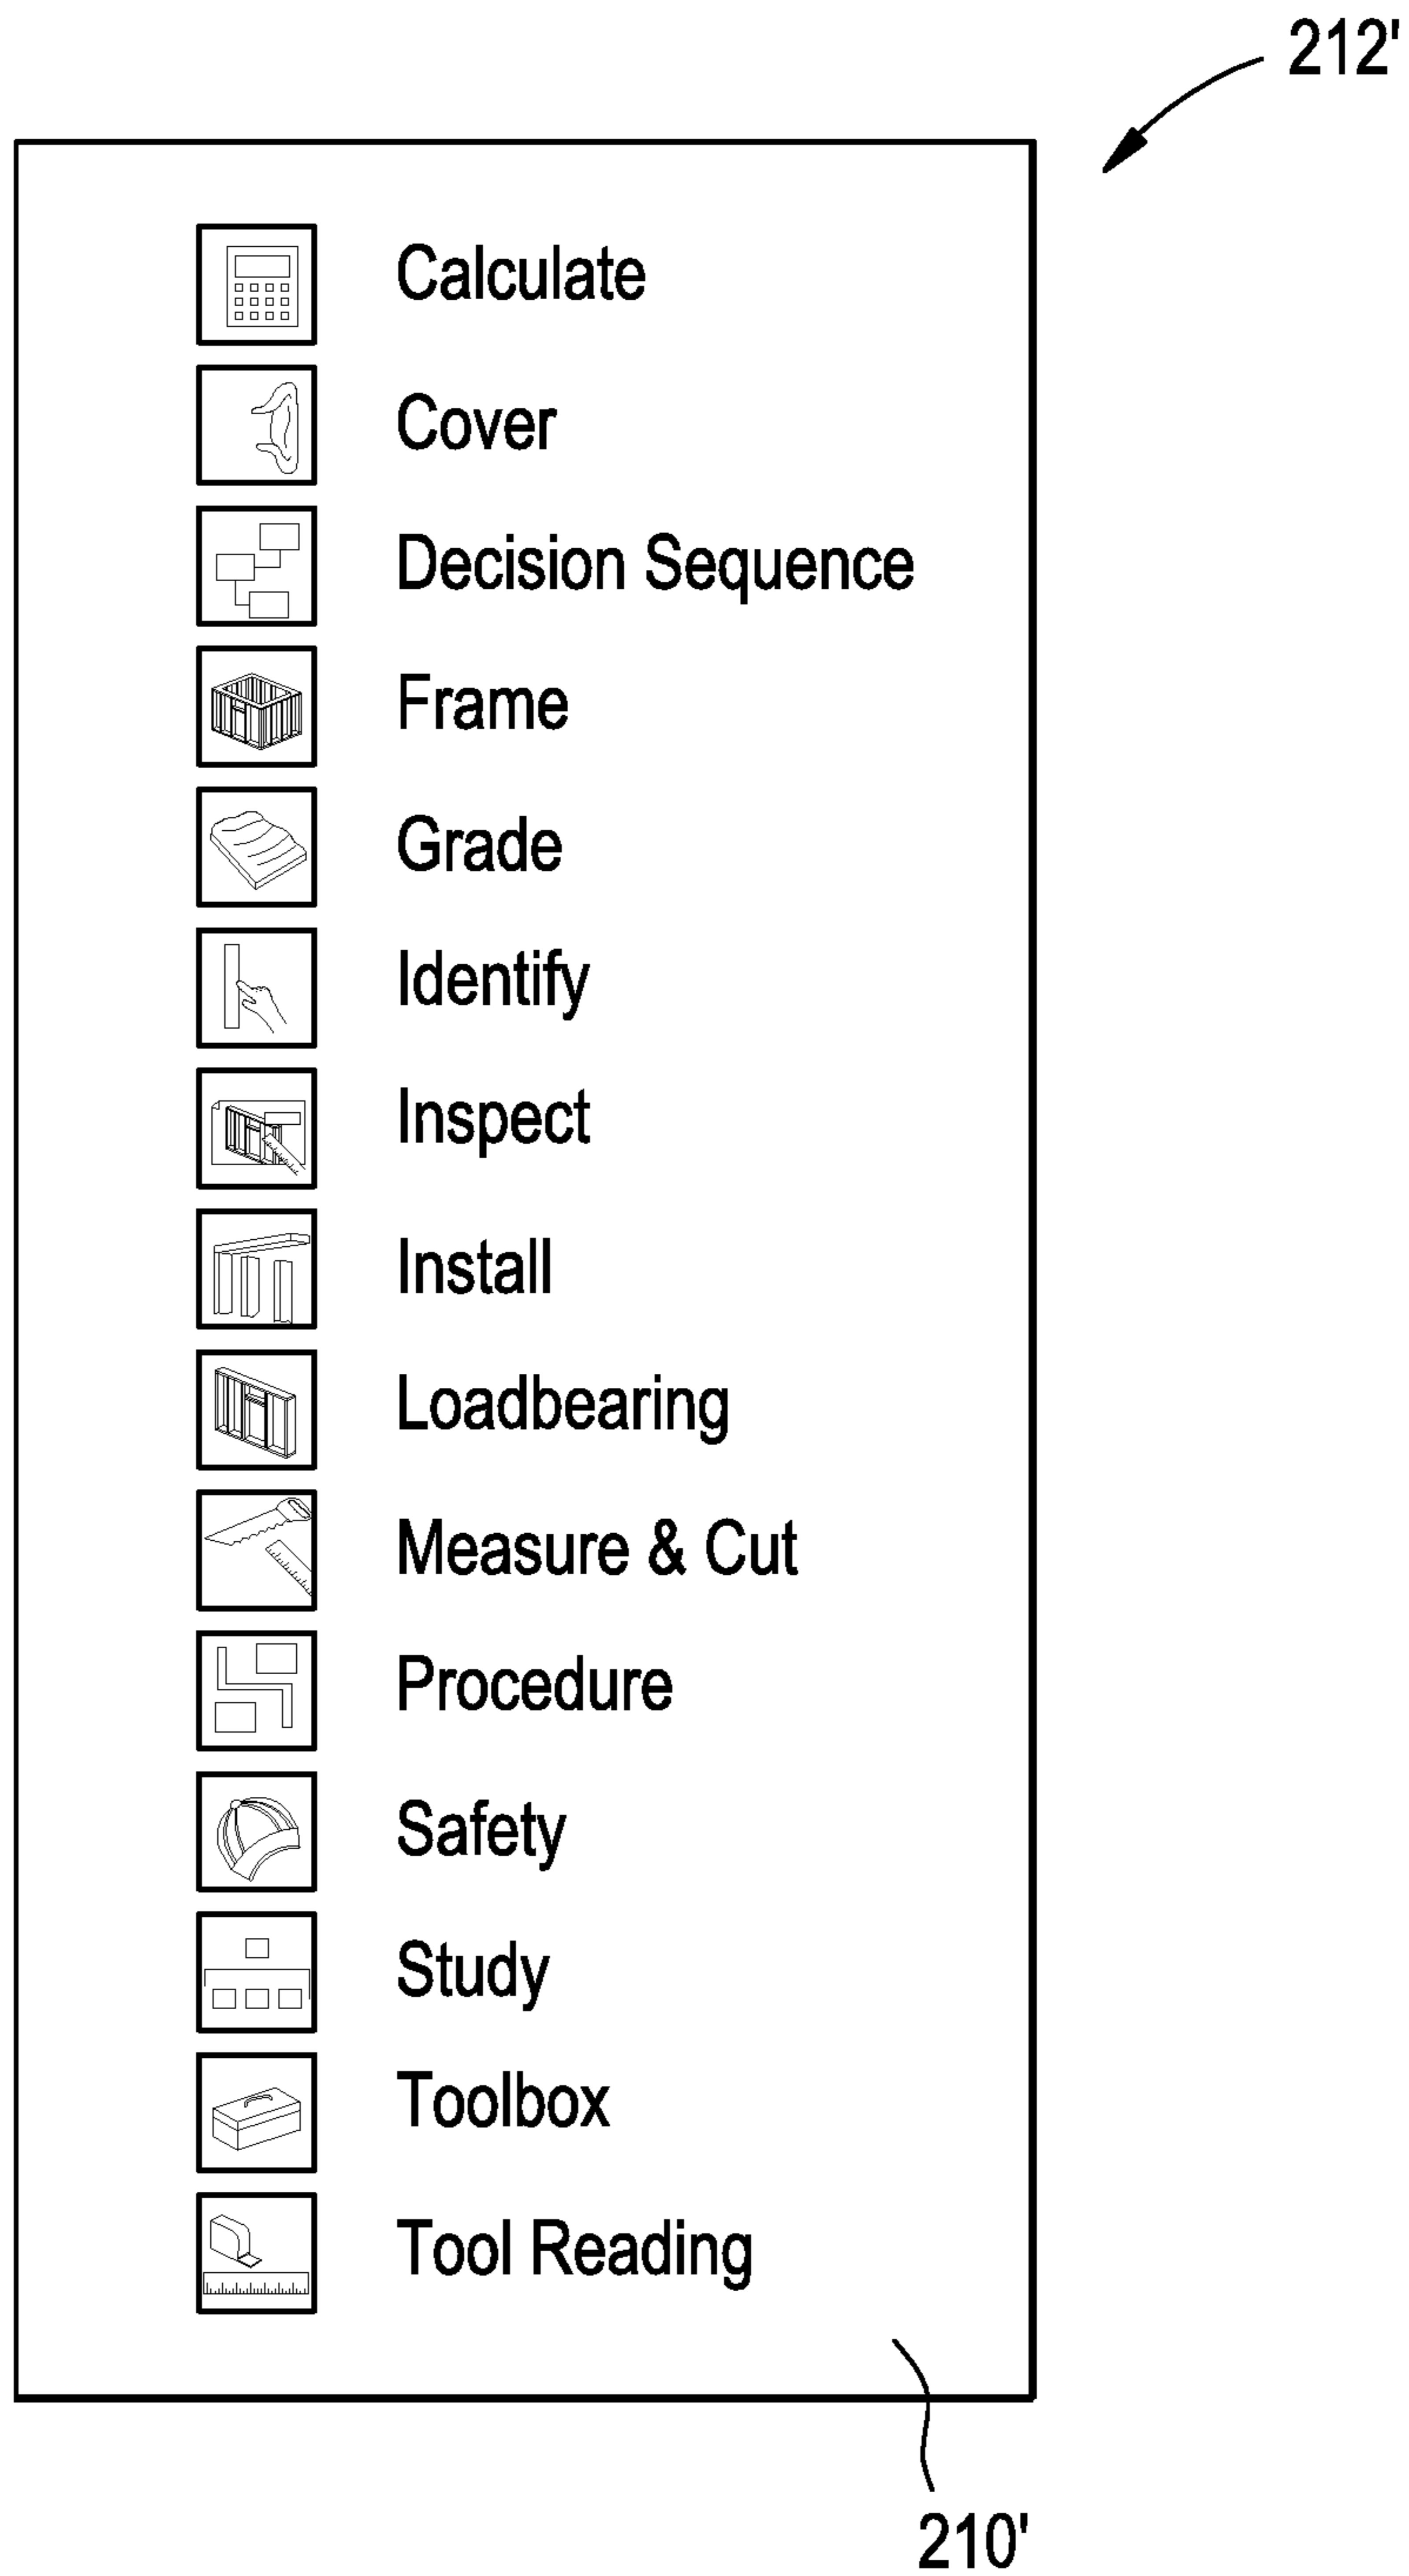 212'
Calculate
Cover
Decision Sequence
Frame
Grade
Identify
Inspect
Install
Loadbearing
Measure & Cut
Procedure
Safety
Study
Toolbox
Tool Reading
210'